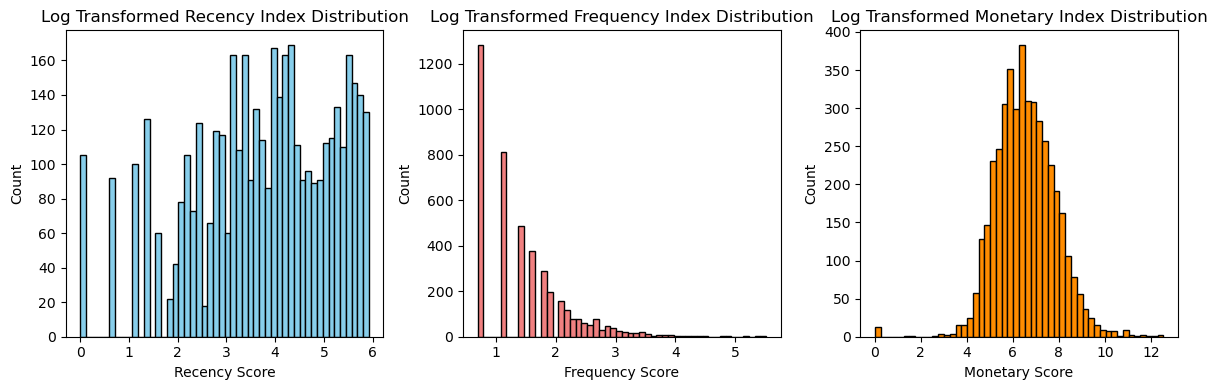 Log Transformed Recency Index Distribution
Count
160
140
120
100
80
60
40
20
0
0 1 2 3 4 5 6
Recency Score
Log Transformed Frequency Index Distribution
Count
1200
1000
800
600
400
200
0
1 2 3 4 5
Frequency Score
Log Transformed Monetary Index Distribution
Count
400
350
300
250
200
150
100
50
0
0 2 4 6 8 10 12
Monetary Score